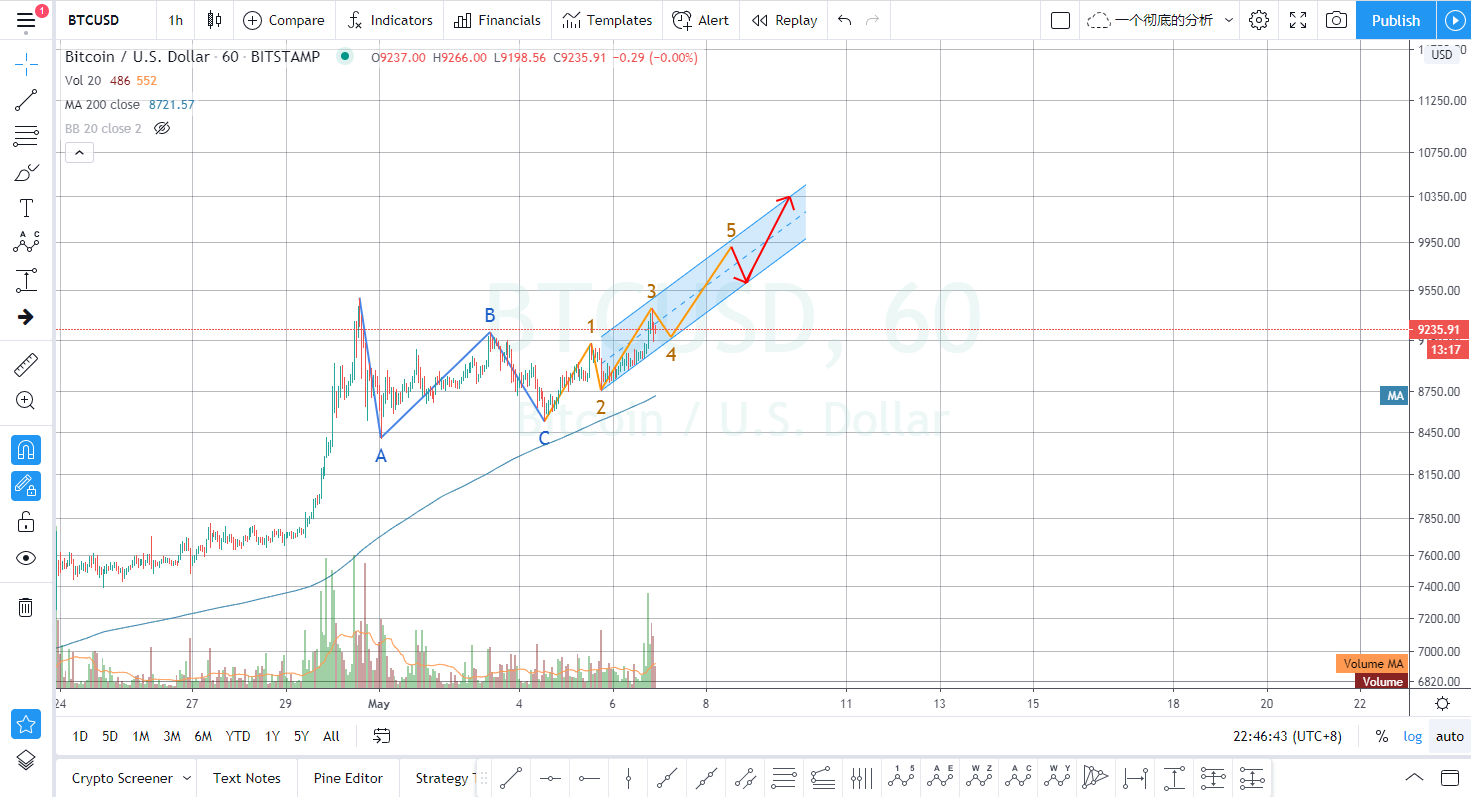 1
BTCUSD 1h Compare Indicators Financials Templates Alert Replay 一个彻底的分析 Publish
Bitcoin / U.S. Dollar · 60 · BITSTAMP O9237.00 H9266.00 L9198.56 C9235.91 −0.29 (−0.00%)
USD
Vol 20 486 552
MA 200 close 8721.57
BB 20 close 2
11250.00
10750.00
10350.00
9950.00
9550.00
9235.91
13:17
8750.00
MA
8450.00
8150.00
7850.00
7600.00
7400.00
7200.00
7000.00
6820.00
BTCUSD, 60
Bitcoin / U.S. Dollar
A
B
C
1
2
3
4
5
Volume MA
Volume
24 27 29 May 4 6 8 11 13 15 18 20 22
1D 5D 1M 3M 6M YTD 1Y 5Y All 22:46:43 (UTC+8) % log auto
Crypto Screener Text Notes Pine Editor Strategy